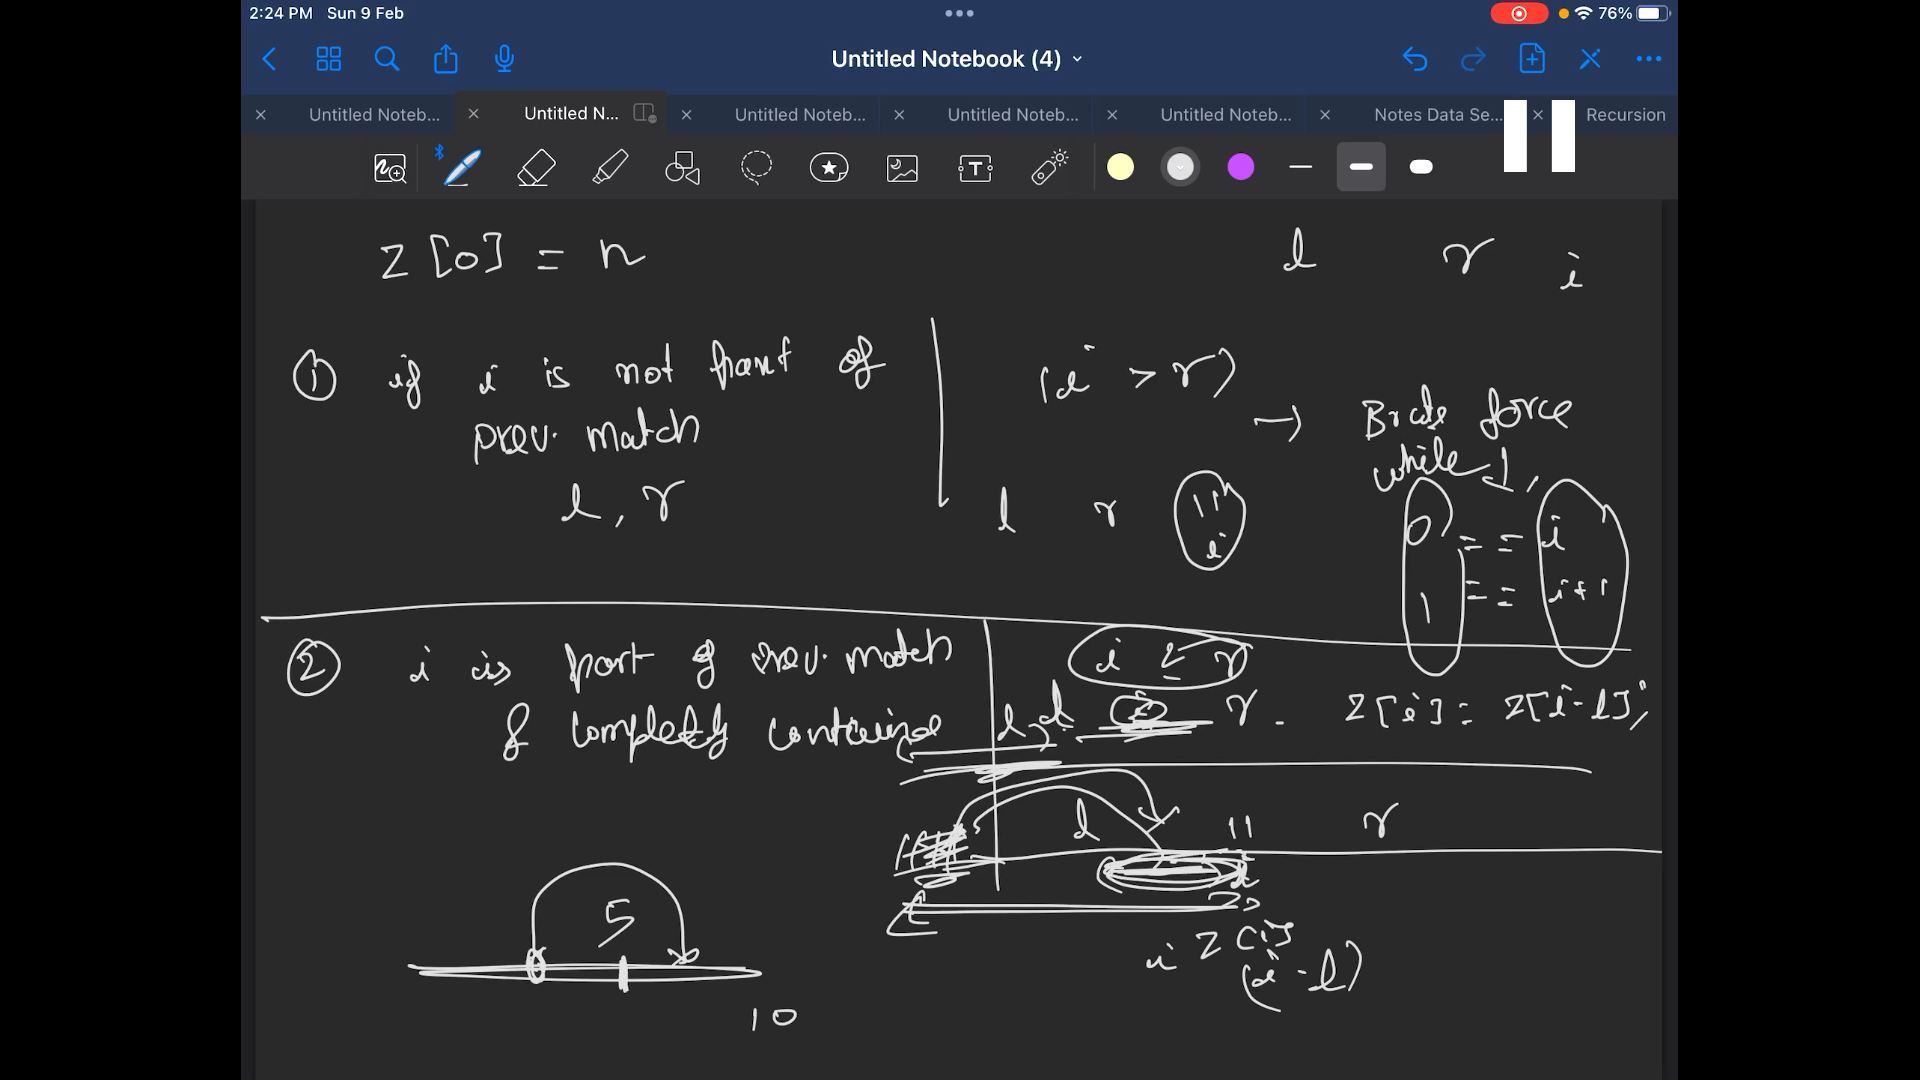 2:24 PM Sun 9 Feb
76%
Untitled Notebook (4)
Untitled Noteb...
Untitled N...
Untitled Noteb...
Untitled Noteb...
Untitled Noteb...
Notes Data Se...
Recursion
z [0] = n
l r i
① if i is not part of
prev. match
l, r
(i > r)
→ Brute force
while
l r i
0 == i
1 == i+1
② i is part of prev. match
& completely
i ≤ r
l i r
z[i] = z[i-l];
l r
i
5
10
i z[i]
(i-l)